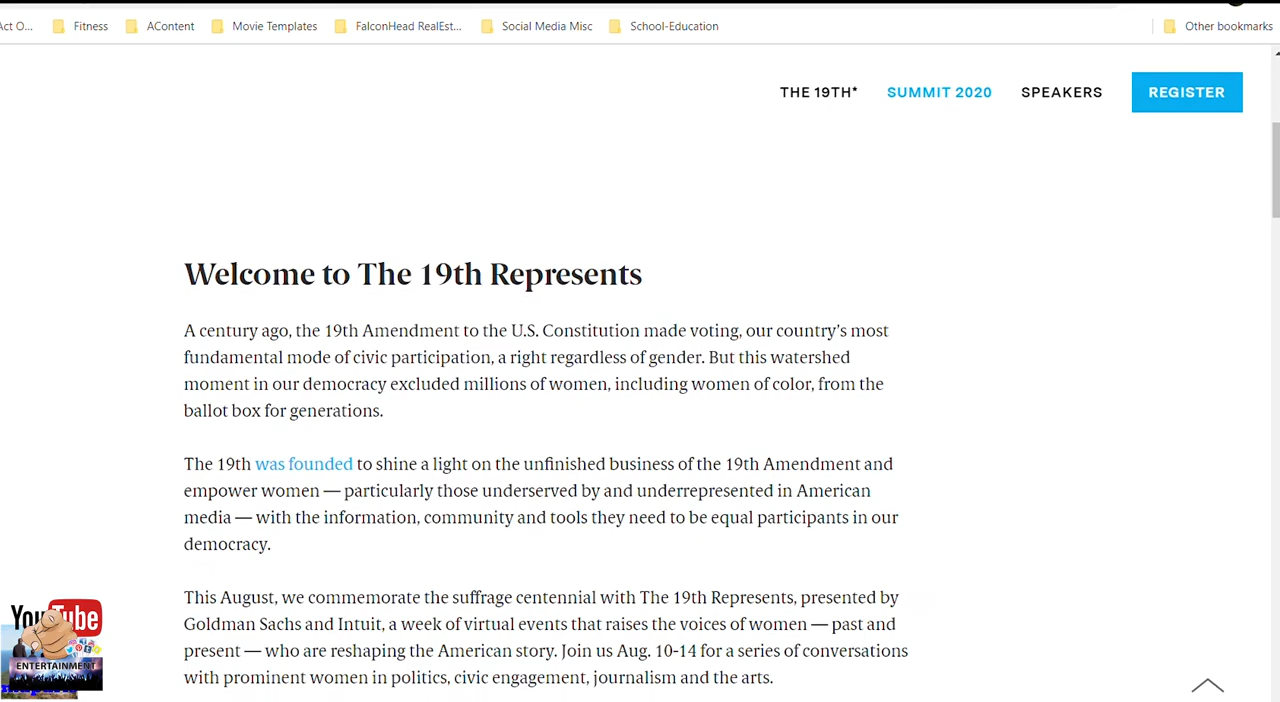 Act O...
Fitness
AContent
Movie Templates
FalconHead RealEst...
Social Media Misc
School-Education
Other bookmarks
THE 19TH*
SUMMIT 2020
SPEAKERS
REGISTER
Welcome to The 19th Represents
A century ago, the 19th Amendment to the U.S. Constitution made voting, our country's most
fundamental mode of civic participation, a right regardless of gender. But this watershed
moment in our democracy excluded millions of women, including women of color, from the
ballot box for generations.
The 19th was founded to shine a light on the unfinished business of the 19th Amendment and
empower women — particularly those underserved by and underrepresented in American
media — with the information, community and tools they need to be equal participants in our
democracy.
This August, we commemorate the suffrage centennial with The 19th Represents, presented by
Goldman Sachs and Intuit, a week of virtual events that raises the voices of women — past and
present — who are reshaping the American story. Join us Aug. 10-14 for a series of conversations
with prominent women in politics, civic engagement, journalism and the arts.
YouTube
ENTERTAINMENT